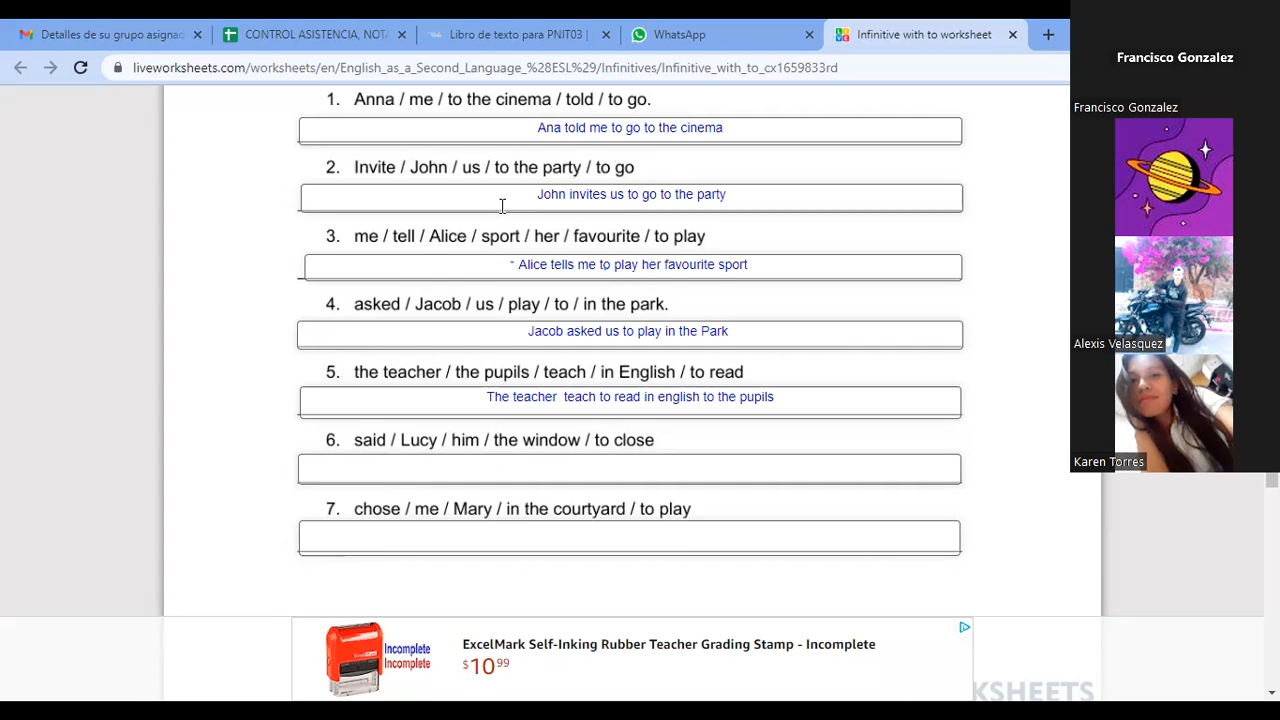 Detalles de su grupo asignac
CONTROL ASISTENCIA, NOTA
Libro de texto para PNIT03 |
WhatsApp
Infinitive with to worksheet
liveworksheets.com/worksheets/en/English_as_a_Second_Language_%28ESL%29/Infinitives/Infinitive_with_to_cx1659833rd
Francisco Gonzalez
Francisco Gonzalez
1. Anna / me / to the cinema / told / to go.
Ana told me to go to the cinema
2. Invite / John / us / to the party / to go
John invites us to go to the party
3. me / tell / Alice / sport / her / favourite / to play
" Alice tells me to play her favourite sport
4. asked / Jacob / us / play / to / in the park.
Jacob asked us to play in the Park
Alexis Velasquez
5. the teacher / the pupils / teach / in English / to read
The teacher  teach to read in english to the pupils
6. said / Lucy / him / the window / to close
Karen Torres
7. chose / me / Mary / in the courtyard / to play
Incomplete
Incomplete
ExcelMark Self-Inking Rubber Teacher Grading Stamp - Incomplete
$10 99
KSHEETS